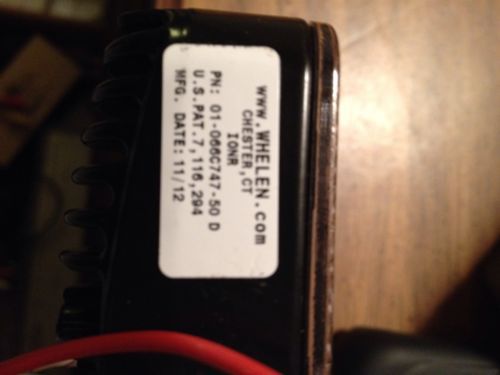 www.WHELEN.com
CHESTER,CT
IONR
PN: 01-066C747-50 D
U.S.PAT.7,116,294
MFG. DATE: 11/12